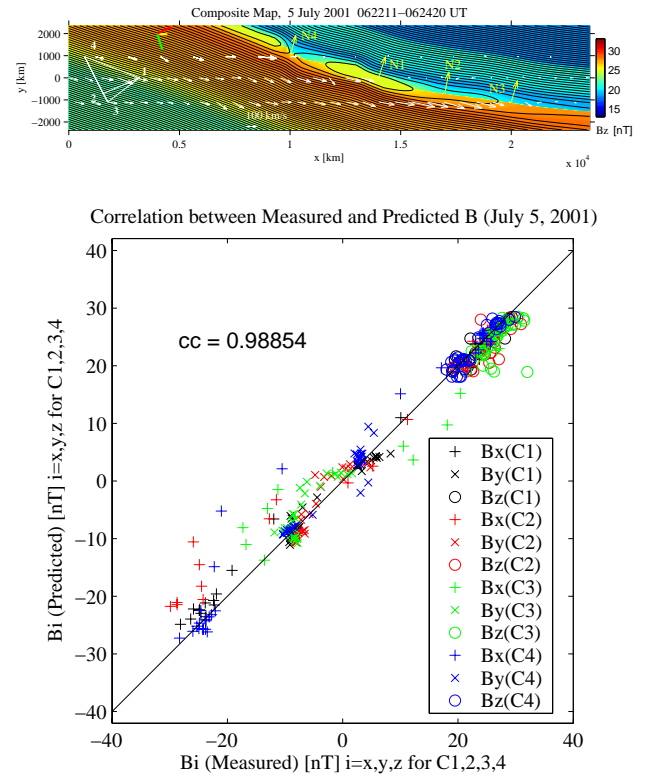 Composite Map, 5 July 2001 062211−062420 UT
2000
1000
0
−1000
−2000
y [km]
4
1
2
3
N4
N1
N2
N3
100 km/s
0
0.5
1
1.5
2
x [km]
x 10⁴
30
25
20
15
Bz [nT]
Correlation between Measured and Predicted B (July 5, 2001)
cc = 0.98854
40
30
20
10
0
−10
−20
−30
−40
Bi (Predicted) [nT] i=x,y,z for C1,2,3,4
Bx(C1)
By(C1)
Bz(C1)
Bx(C2)
By(C2)
Bz(C2)
Bx(C3)
By(C3)
Bz(C3)
Bx(C4)
By(C4)
Bz(C4)
−40
−20
0
20
40
Bi (Measured) [nT] i=x,y,z for C1,2,3,4